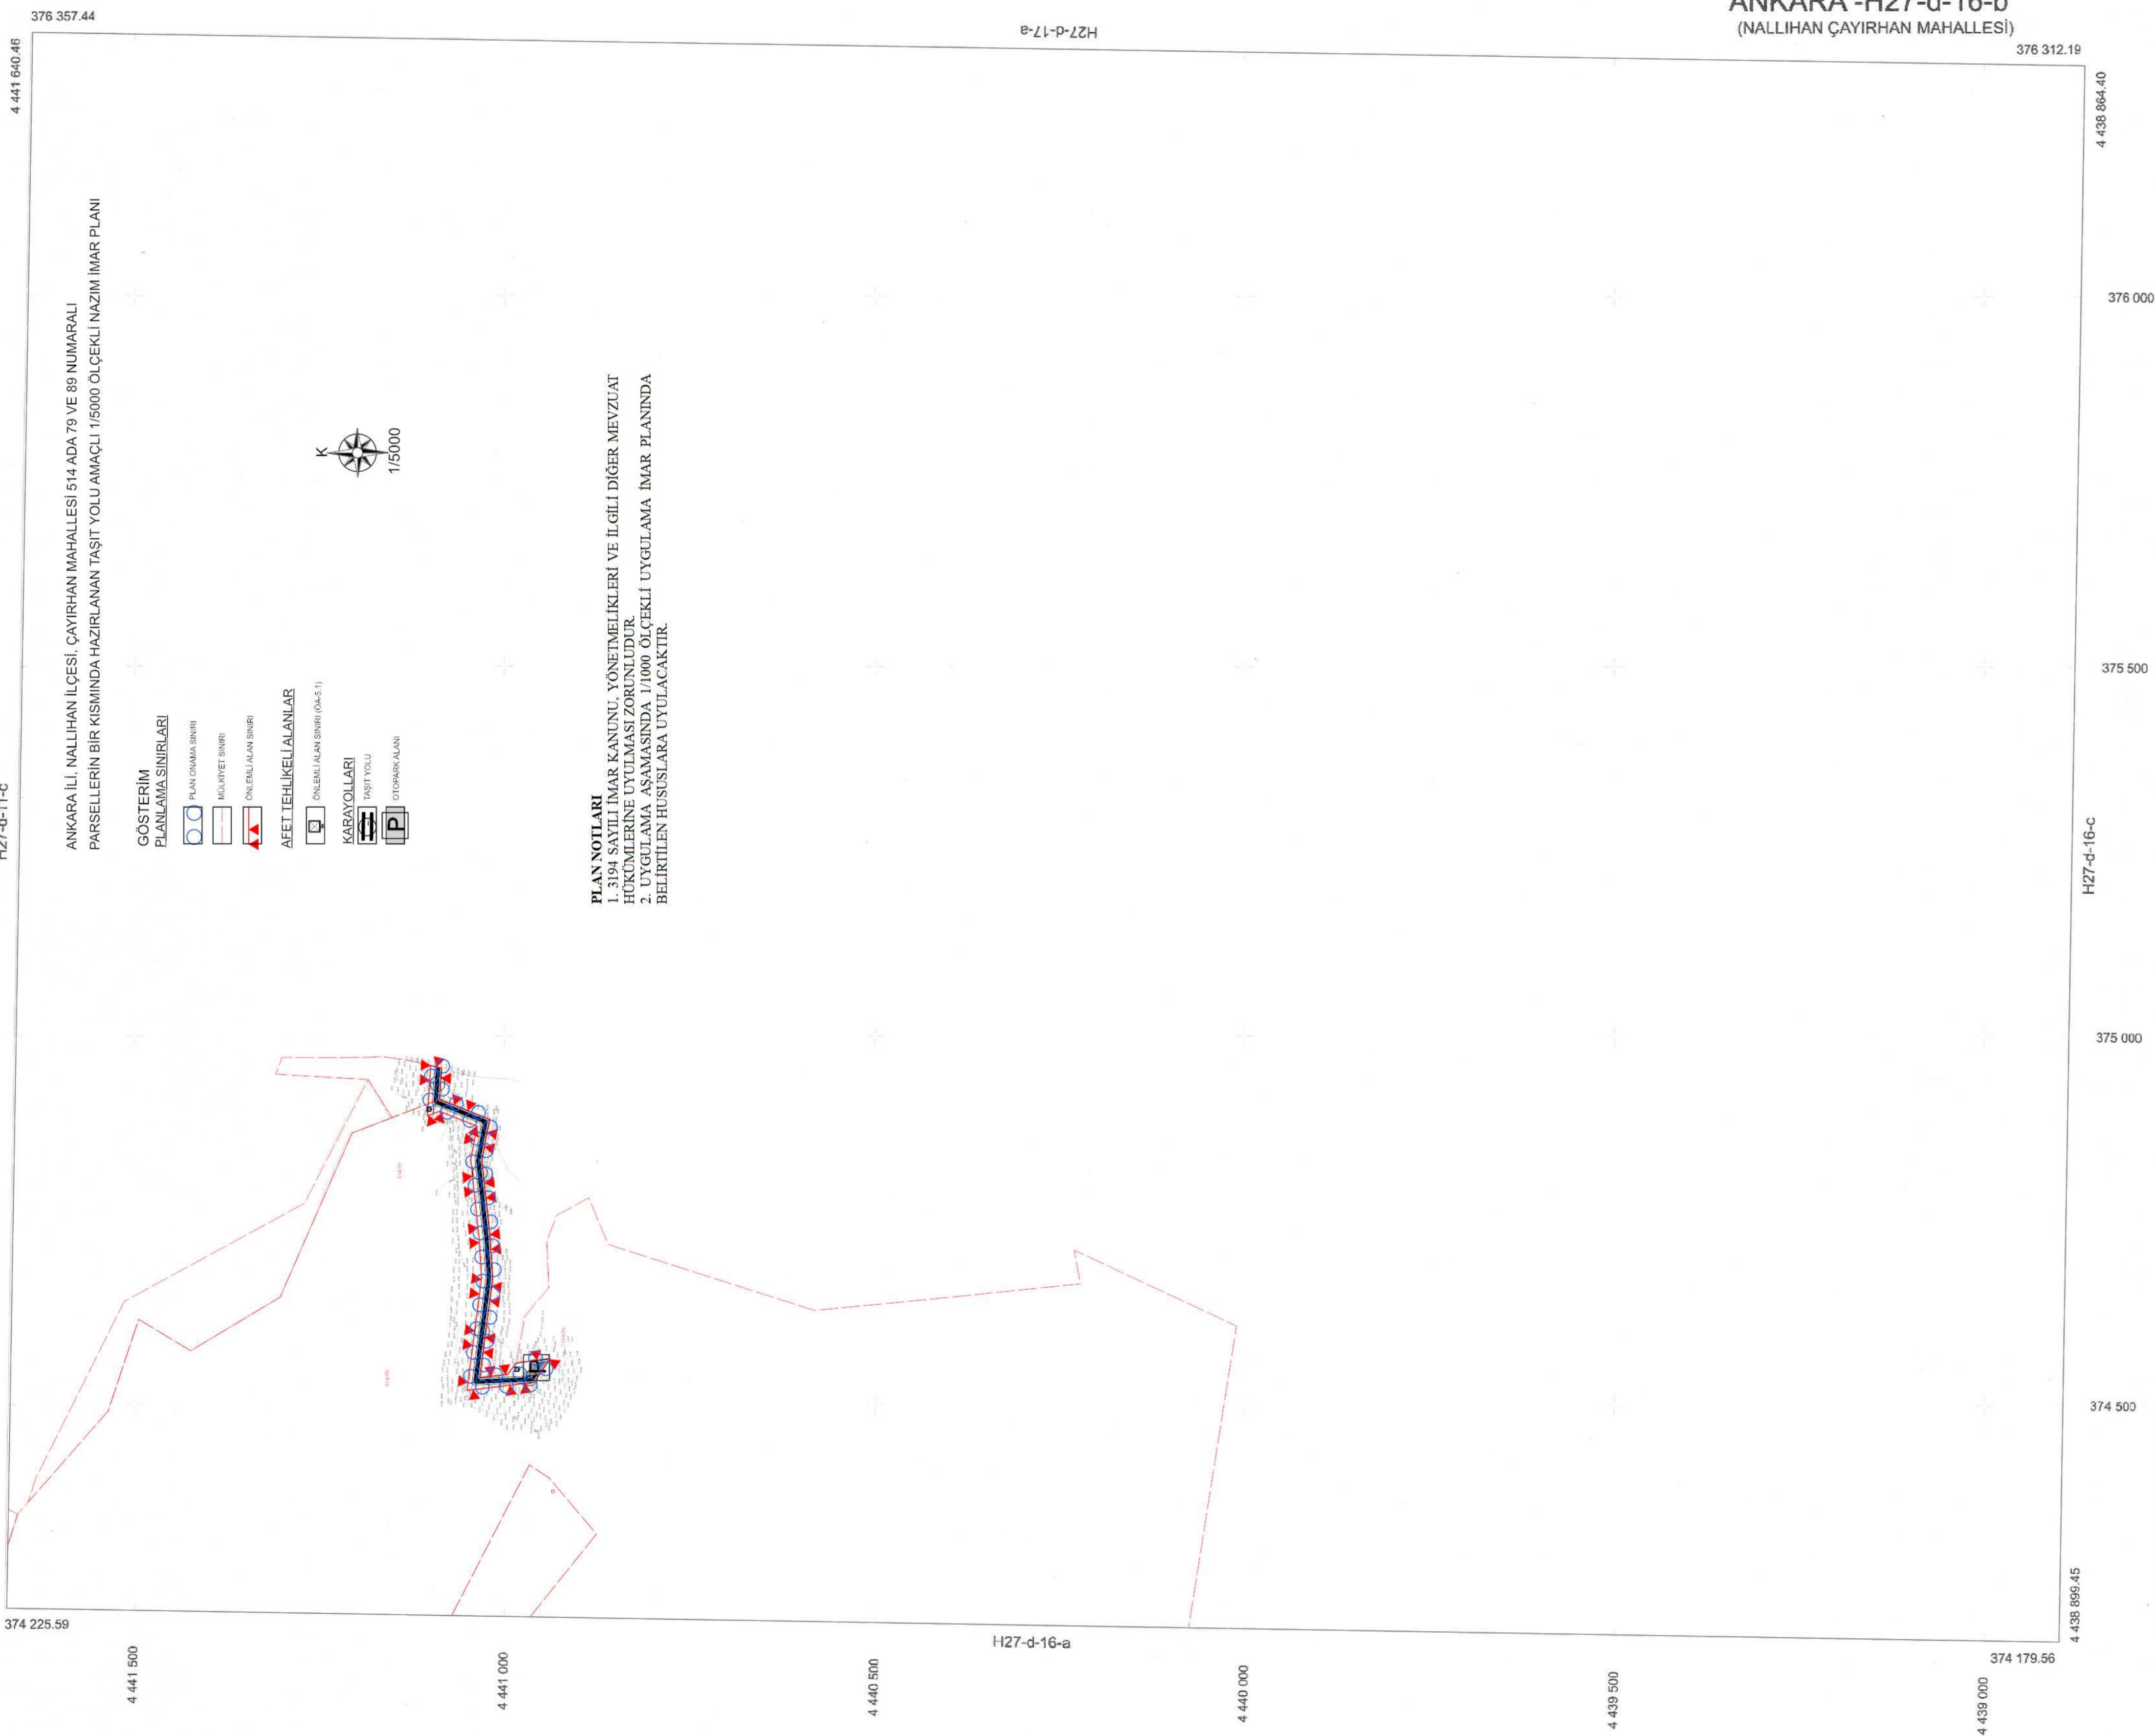 ANKARA -H27-d-16-b
(NALLIHAN ÇAYIRHAN MAHALLESİ)
376 357.44
4 441 640.46
H27-d-17-a
376 312.19
4 438 864.40
H27-d-11-c
ANKARA İLİ, NALLIHAN İLÇESİ, ÇAYIRHAN MAHALLESİ 514 ADA 79 VE 89 NUMARALI
PARSELLERİN BİR KISMINDA HAZIRLANAN TAŞIT YOLU AMAÇLI 1/5000 ÖLÇEKLİ NAZIM İMAR PLANI
GÖSTERİM
PLANLAMA SINIRLARI
PLAN ONAMA SINIRI
MÜLKİYET SINIRI
ÖNLEMLİ ALAN SINIRI
AFET TEHLİKELİ ALANLAR
ÖNLEMLİ ALAN SINIRI (ÖA-5.1)
KARAYOLLARI
TAŞIT YOLU
P
OTOPARK ALANI
K
1/5000
PLAN NOTLARI
1. 3194 SAYILI İMAR KANUNU, YÖNETMELİKLERİ VE İLGİLİ DİĞER MEVZUAT
HÜKÜMLERİNE UYULMASI ZORUNLUDUR.
2. UYGULAMA AŞAMASINDA 1/1000 ÖLÇEKLİ UYGULAMA İMAR PLANINDA
BELİRTİLEN HUSUSLARA UYULACAKTIR.
P
376 000
375 500
H27-d-16-c
375 000
374 500
374 225.59
H27-d-16-a
4 438 899.45
374 179.56
4 441 500
4 441 000
4 440 500
4 440 000
4 439 500
4 439 000